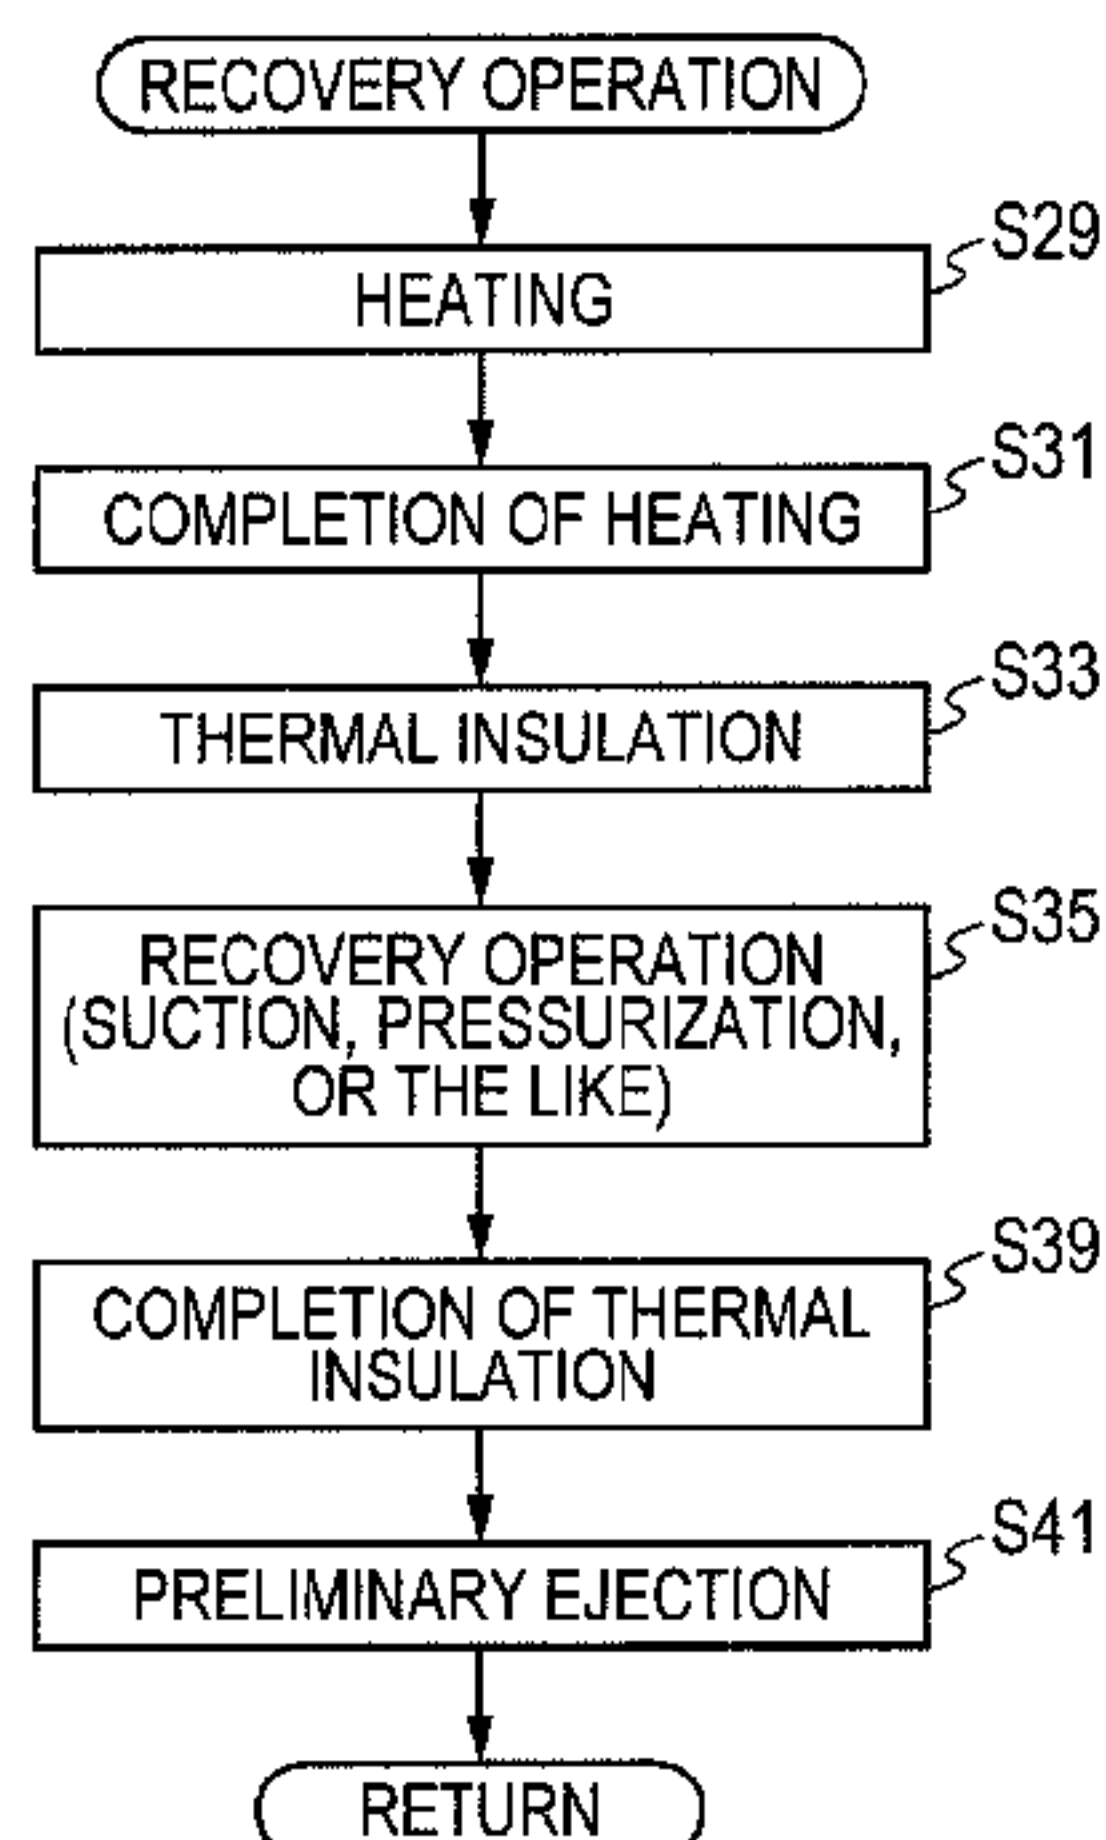 RECOVERY OPERATION
S29
HEATING
S31
COMPLETION OF HEATING
S33
THERMAL INSULATION
S35
RECOVERY OPERATION
(SUCTION, PRESSURIZATION,
OR THE LIKE)
S39
COMPLETION OF THERMAL
INSULATION
S41
PRELIMINARY EJECTION
RETURN